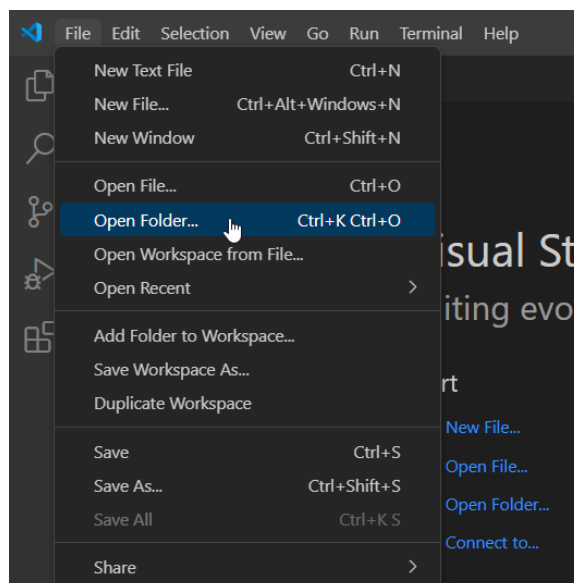 File Edit Selection View Go Run Terminal Help
New Text File Ctrl+N
New File... Ctrl+Alt+Windows+N
New Window Ctrl+Shift+N
Open File... Ctrl+O
Open Folder... Ctrl+K Ctrl+O
Open Workspace from File...
Open Recent
Add Folder to Workspace...
Save Workspace As...
Duplicate Workspace
Save Ctrl+S
Save As... Ctrl+Shift+S
Save All Ctrl+K S
Share
isual St
iting evo
rt
New File...
Open File...
Open Folder...
Connect to...